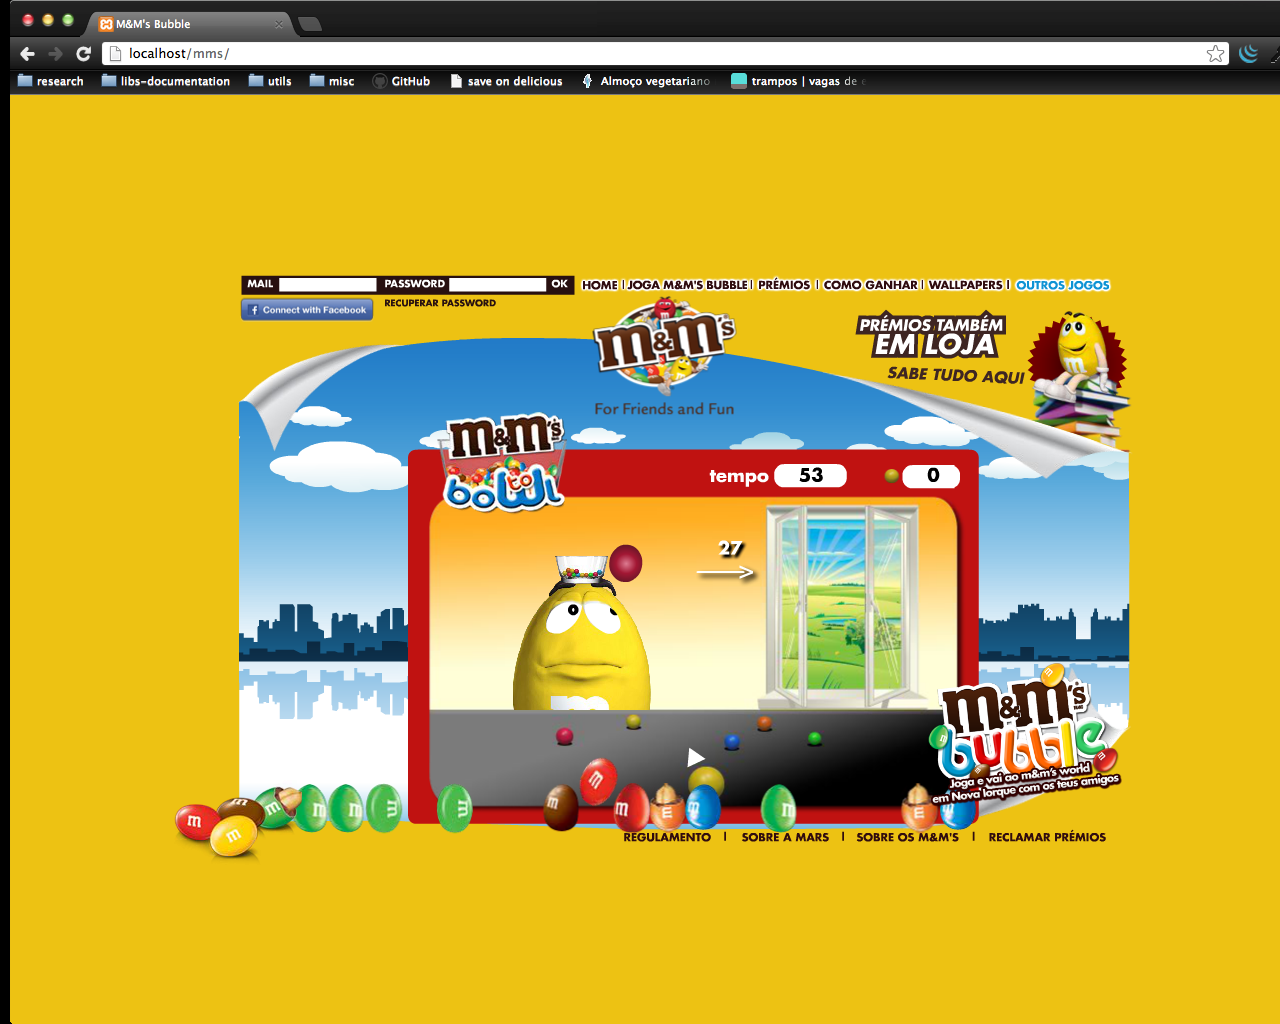 M&M's Bubble
localhost/mms/
research
libs-documentation
utils
misc
GitHub
save on delicious
Almoço vegetariano
trampos | vagas de e
MAIL
PASSWORD
OK
HOME | JOGA M&M'S BUBBLE | PRÉMIOS | COMO GANHAR | WALLPAPERS | OUTROS JOGOS
f Connect with Facebook
RECUPERAR PASSWORD
m&m's
For Friends and Fun
PRÉMIOS TAMBÉM
EM LOJA
SABE TUDO AQUI
m&m's
to
bowl
tempo 53
0
27
m&m's
bubble
Joga e vai ao m&m's world
em Nova Iorque com os teus amigos
REGULAMENTO | SOBRE A MARS | SOBRE OS M&M'S | RECLAMAR PRÉMIOS